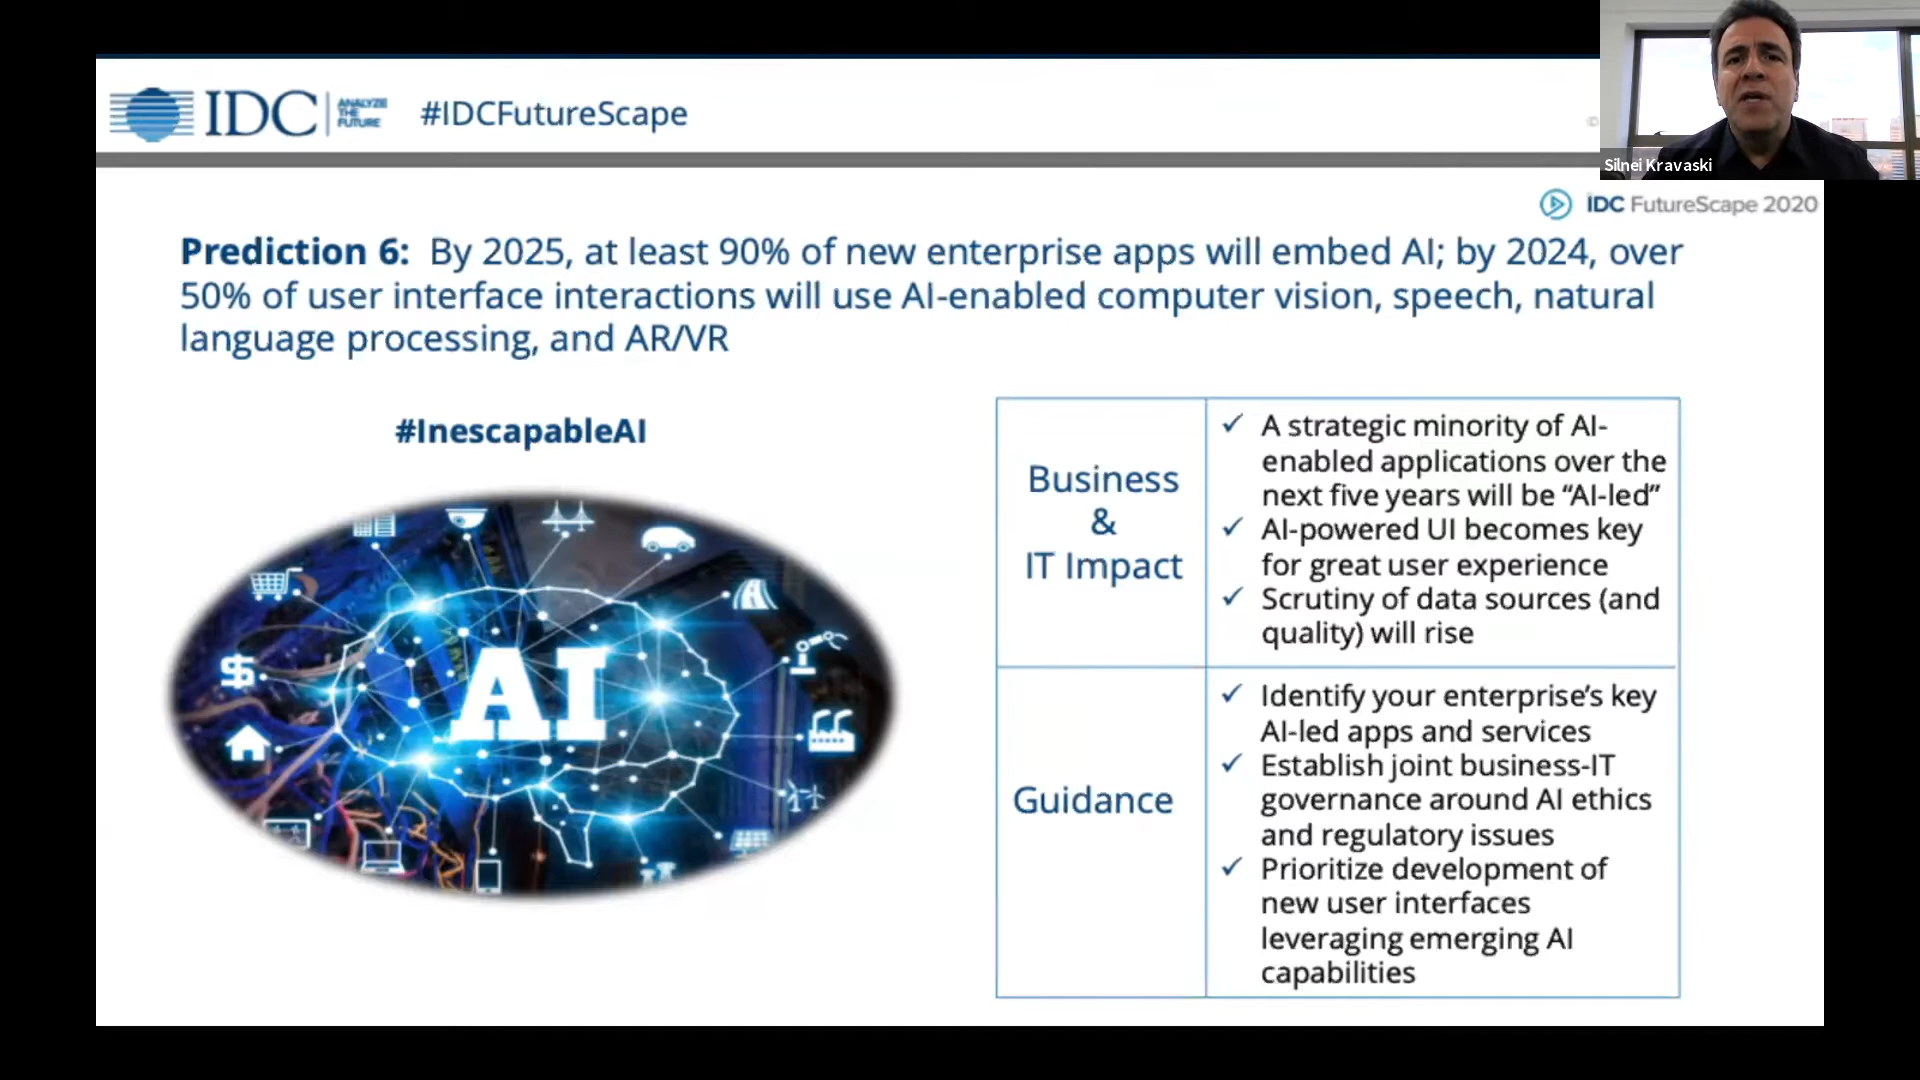 IDC
ANALYZE
THE
FUTURE
#IDCFutureScape
©
Silnei Kravaski
IDC FutureScape 2020
Prediction 6: By 2025, at least 90% of new enterprise apps will embed AI; by 2024, over
50% of user interface interactions will use AI-enabled computer vision, speech, natural
language processing, and AR/VR
#InescapableAI
AI
$
Business
&
IT Impact
✓ A strategic minority of AI-
enabled applications over the
next five years will be “AI-led”
✓ AI-powered UI becomes key
for great user experience
✓ Scrutiny of data sources (and
quality) will rise
Guidance
✓ Identify your enterprise’s key
AI-led apps and services
✓ Establish joint business-IT
governance around AI ethics
and regulatory issues
✓ Prioritize development of
new user interfaces
leveraging emerging AI
capabilities